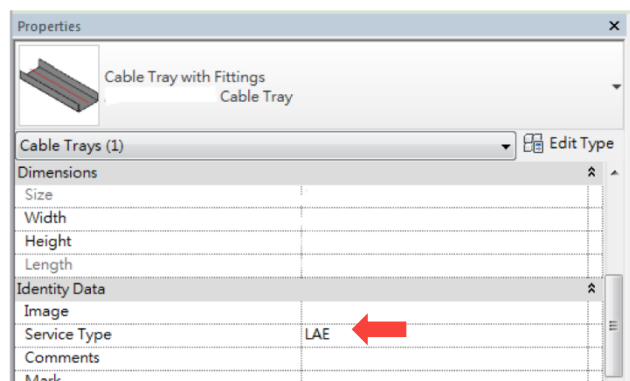 Properties
Cable Tray with Fittings
Cable Tray
Cable Trays (1)
Edit Type
Dimensions
Size
Width
Height
Length
Identity Data
Image
Service Type LAE
Comments
Mark